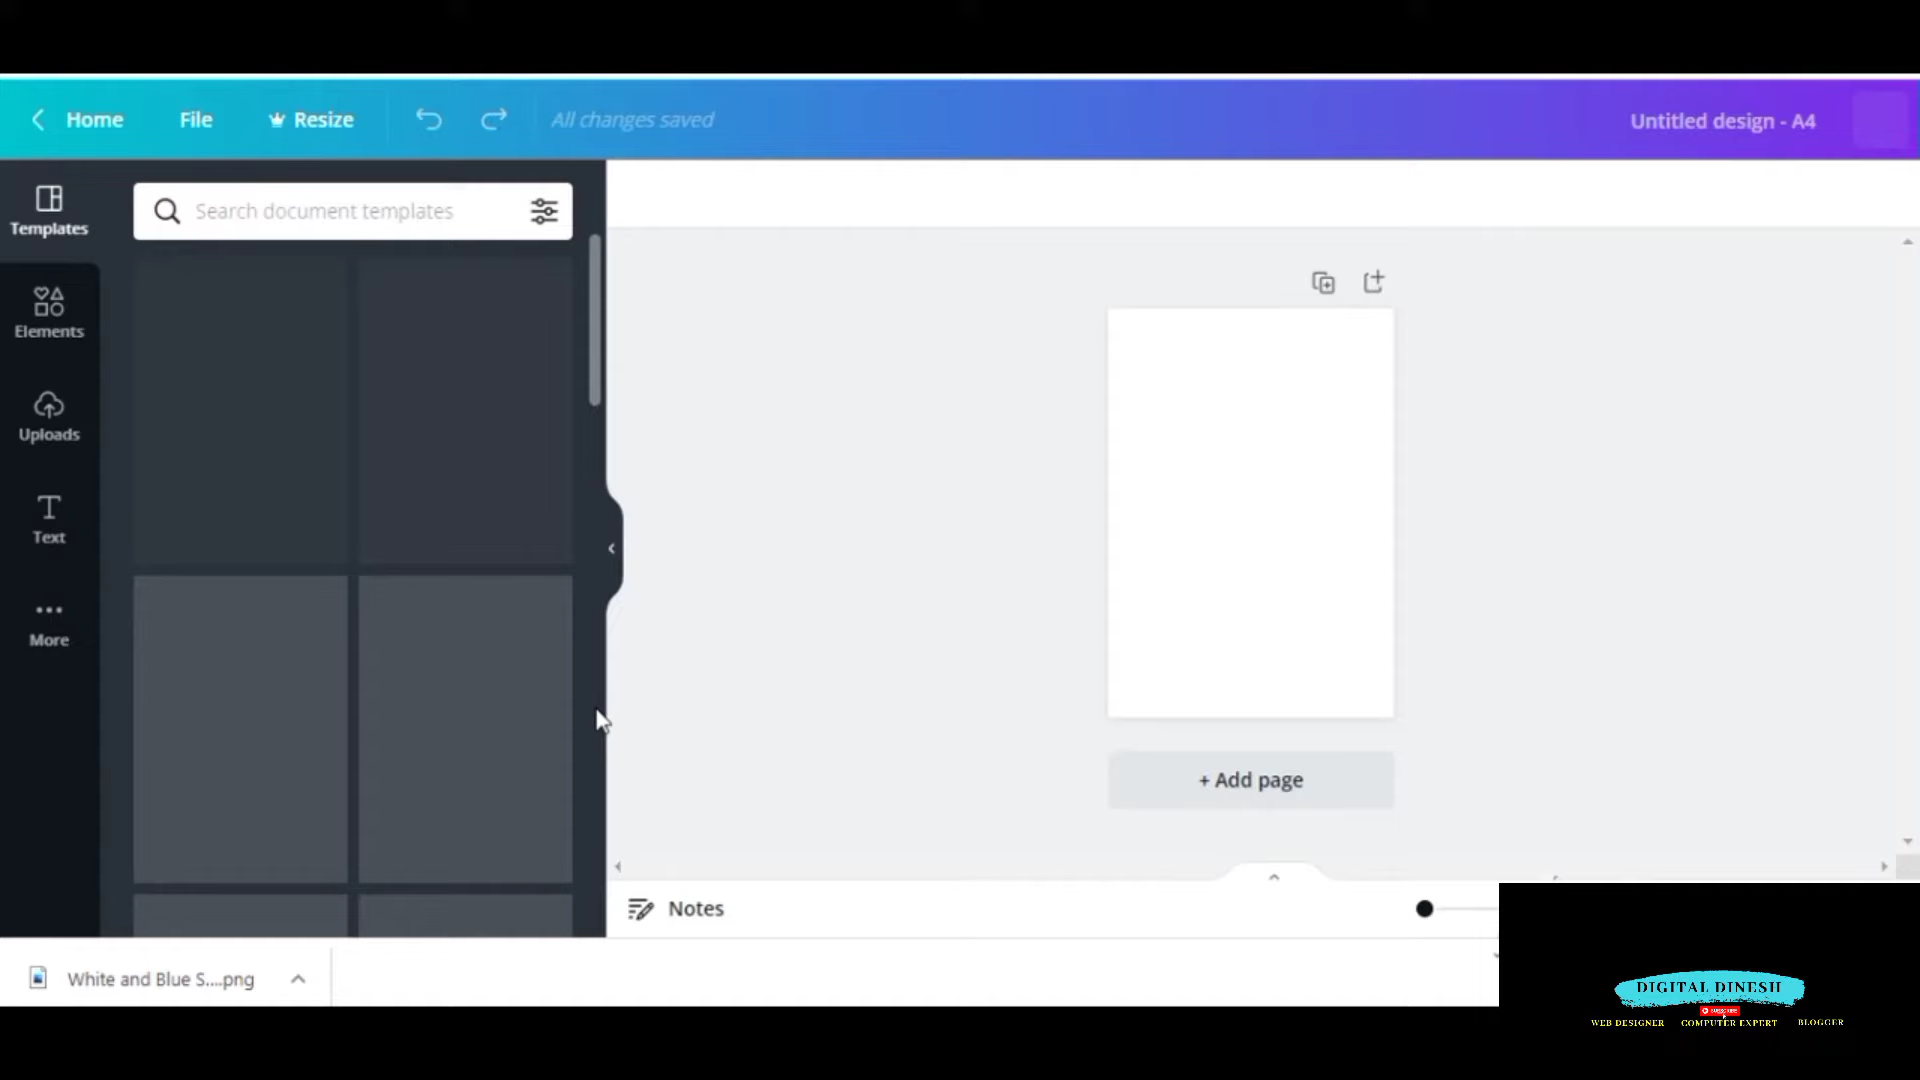 Home File Resize All changes saved Untitled design - A4
Search document templates
Templates
Elements
Uploads
Text
More
+ Add page
Notes
White and Blue S....png
DIGITAL DINESH
SUBSCRIBE
WEB DESIGNER COMPUTER EXPERT BLOGGER